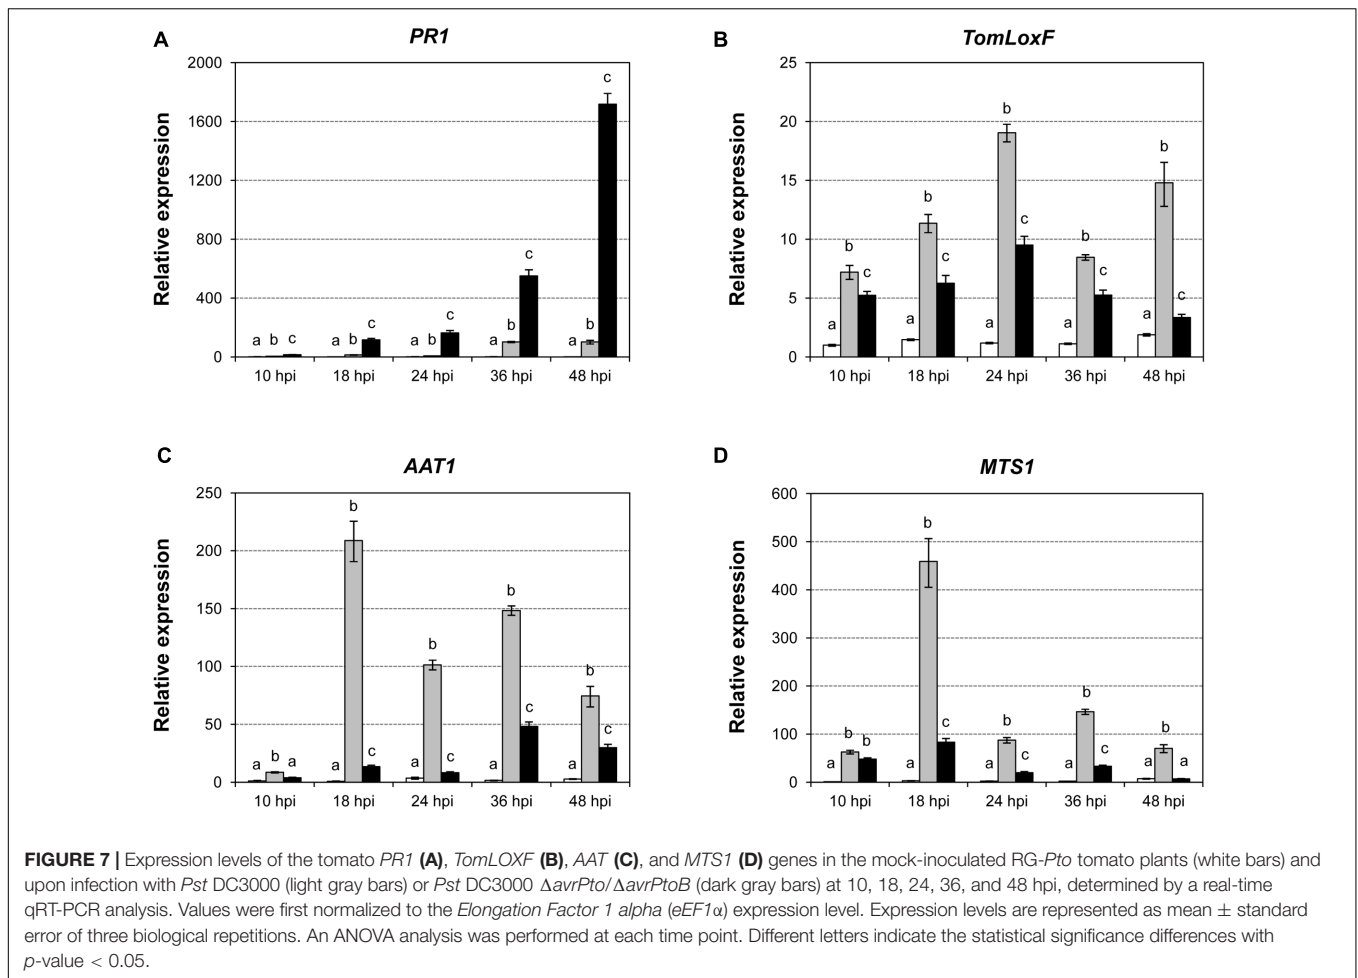 A
PR1
2000
1600
1200
800
400
0
Relative expression
a b c
a b c
a b c
a b c
a b c
10 hpi 18 hpi 24 hpi 36 hpi 48 hpi
B
TomLoxF
25
20
15
10
5
0
Relative expression
a b c
a b c
a b c
a b c
a b c
10 hpi 18 hpi 24 hpi 36 hpi 48 hpi
C
AAT1
250
200
150
100
50
0
Relative expression
a b a
a b c
a b c
a b c
a b c
10 hpi 18 hpi 24 hpi 36 hpi 48 hpi
D
MTS1
600
500
400
300
200
100
0
Relative expression
a b b
a b c
a b c
a b c
a b a
10 hpi 18 hpi 24 hpi 36 hpi 48 hpi
FIGURE 7 | Expression levels of the tomato PR1 (A), TomLOXF (B), AAT (C), and MTS1 (D) genes in the mock-inoculated RG-Pto tomato plants (white bars) and
upon infection with Pst DC3000 (light gray bars) or Pst DC3000 ΔavrPto/ΔavrPtoB (dark gray bars) at 10, 18, 24, 36, and 48 hpi, determined by a real-time
qRT-PCR analysis. Values were first normalized to the Elongation Factor 1 alpha (eEF1α) expression level. Expression levels are represented as mean ± standard
error of three biological repetitions. An ANOVA analysis was performed at each time point. Different letters indicate the statistical significance differences with
p-value < 0.05.